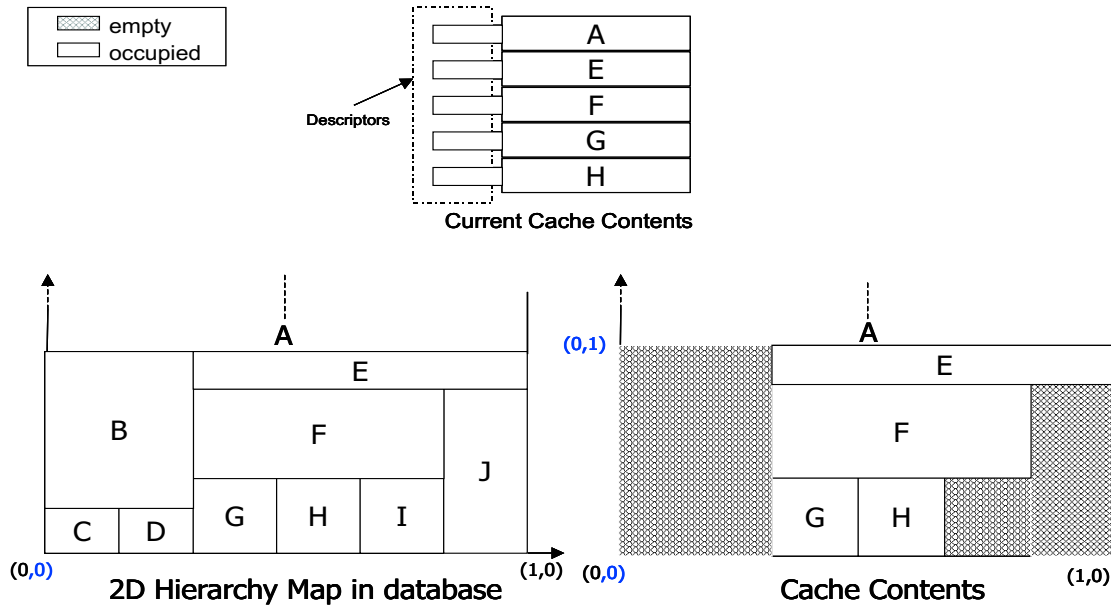 empty
occupied
A
E
F
G
H
Descriptors
Current Cache Contents
A
E
B
F
J
G H I
C D
(0,0) (1,0)
2D Hierarchy Map in database
A
(0,1)
E
F
G H
(0,0) (1,0)
Cache Contents